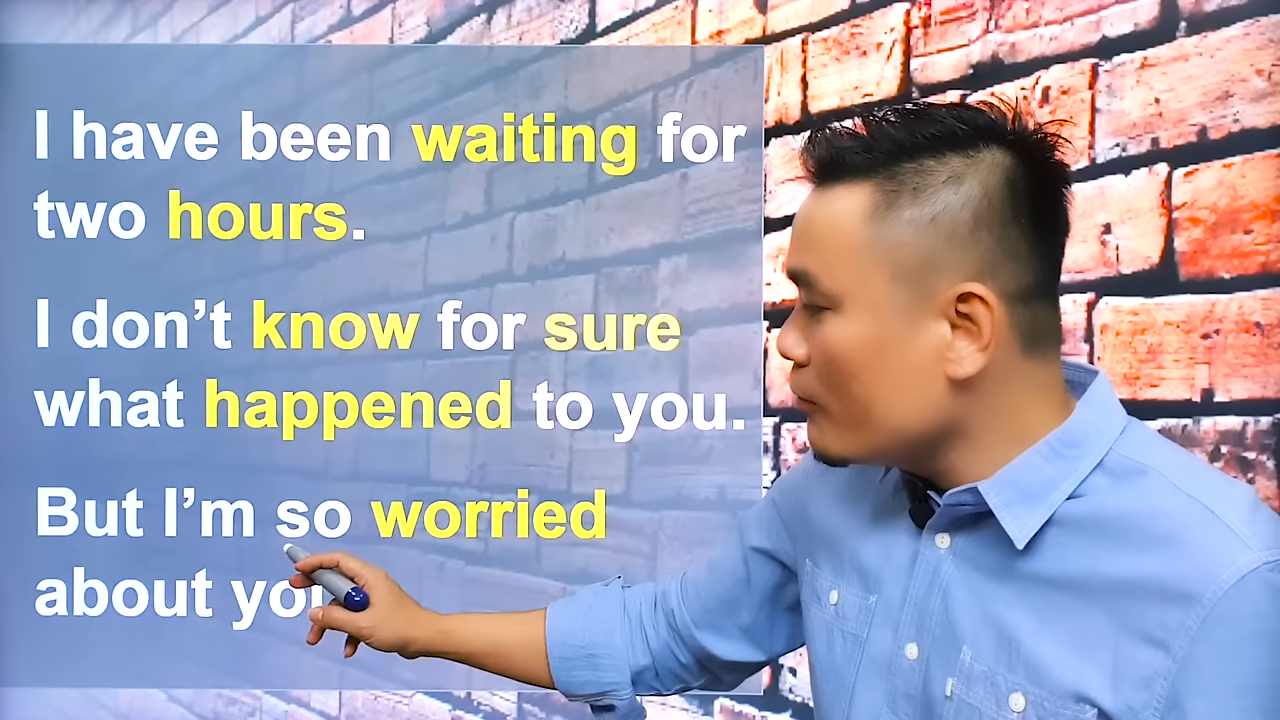 I have been waiting for
two hours.
I don’t know for sure
what happened to you.
But I’m so worried
about